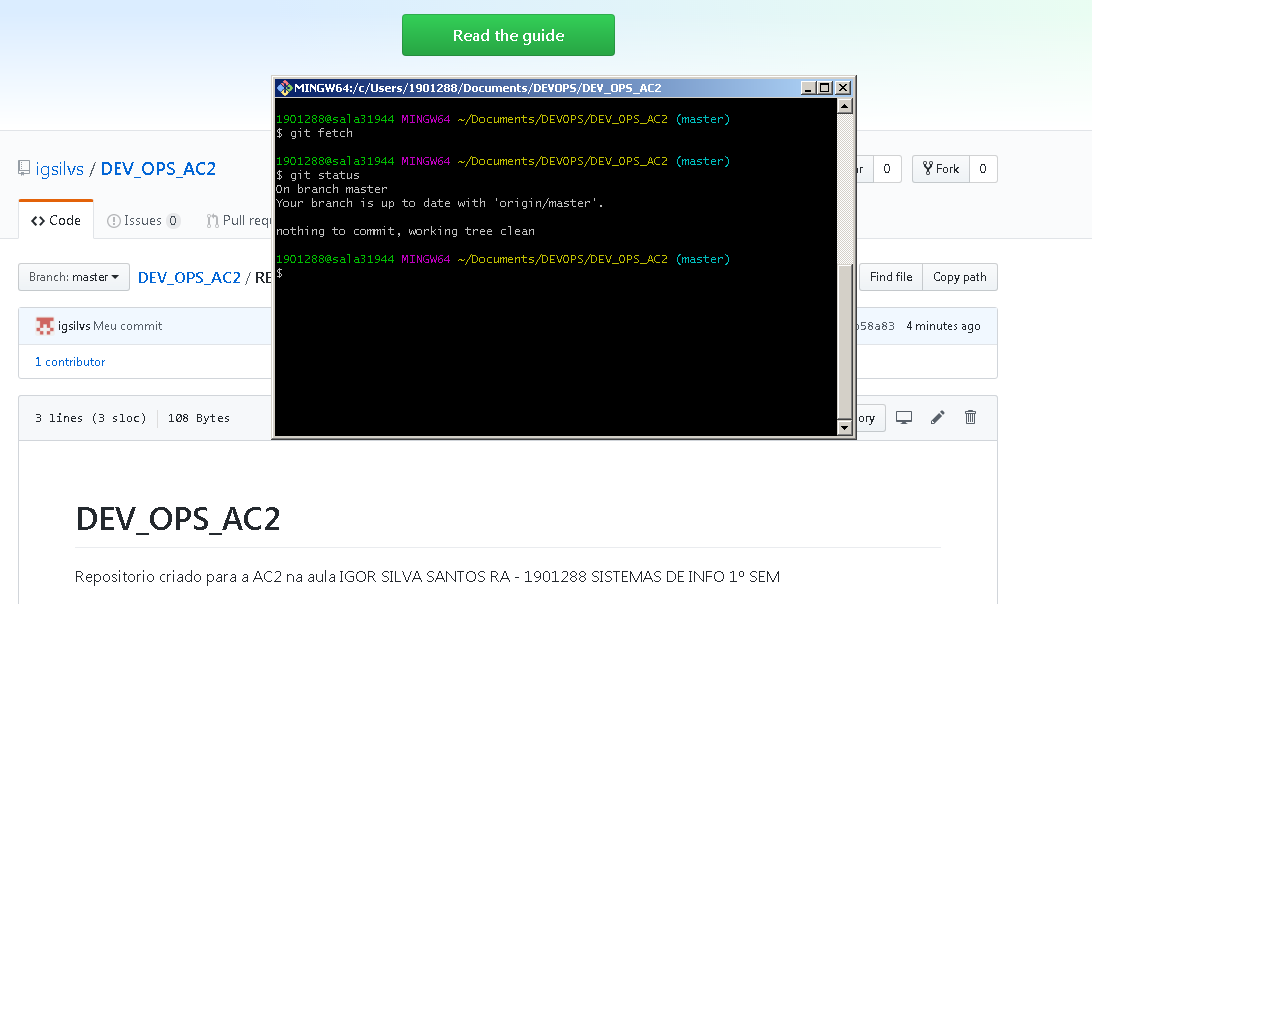 Read the guide
MINGW64:/c/Users/1901288/Documents/DEVOPS/DEV_OPS_AC2
1901288@sala31944 MINGW64 ~/Documents/DEVOPS/DEV_OPS_AC2 (master)
$ git fetch
1901288@sala31944 MINGW64 ~/Documents/DEVOPS/DEV_OPS_AC2 (master)
$ git status
On branch master
Your branch is up to date with 'origin/master'.
nothing to commit, working tree clean
1901288@sala31944 MINGW64 ~/Documents/DEVOPS/DEV_OPS_AC2 (master)
$
igsilvs / DEV_OPS_AC2
0 Fork 0
Code Issues 0 Pull
Branch: master DEV_OPS_AC2 /
Find file Copy path
igsilvs Meu commit
58a83 4 minutes ago
1 contributor
3 lines (3 sloc) 108 Bytes
DEV_OPS_AC2
Repositorio criado para a AC2 na aula IGOR SILVA SANTOS RA - 1901288 SISTEMAS DE INFO 1º SEM